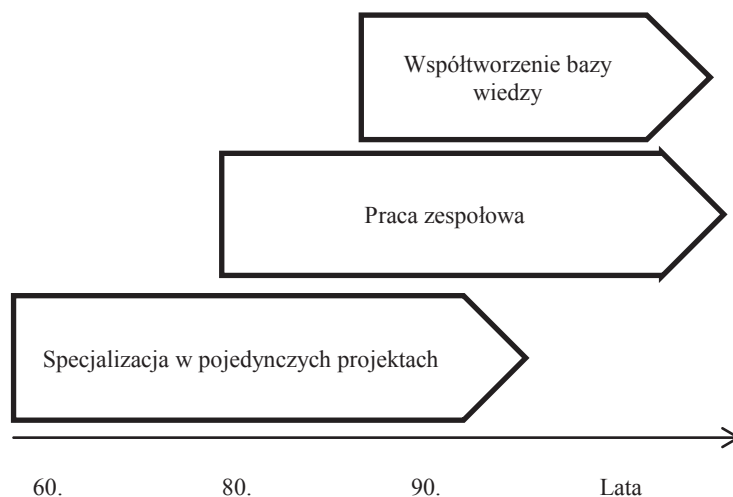 Współtworzenie bazy
wiedzy
Praca zespołowa
Specjalizacja w pojedynczych projektach
60. 80. 90. Lata